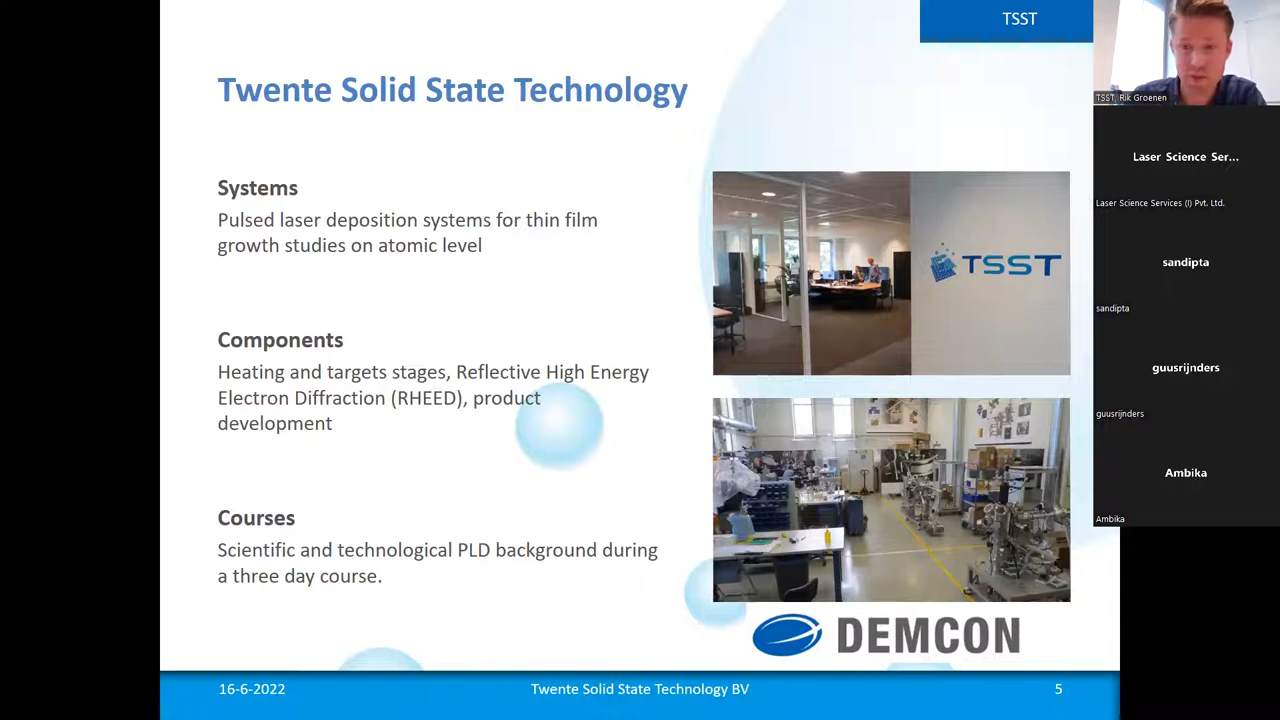 TSST
Twente Solid State Technology
Systems
Pulsed laser deposition systems for thin film
growth studies on atomic level
Components
Heating and targets stages, Reflective High Energy
Electron Diffraction (RHEED), product
development
Courses
Scientific and technological PLD background during
a three day course.
TSST
DEMCON
16-6-2022
Twente Solid State Technology BV
5
TSST, Rik Groenen
Laser Science Ser...
Laser Science Services (I) Pvt. Ltd.
sandipta
sandipta
guusrijnders
guusrijnders
Ambika
Ambika